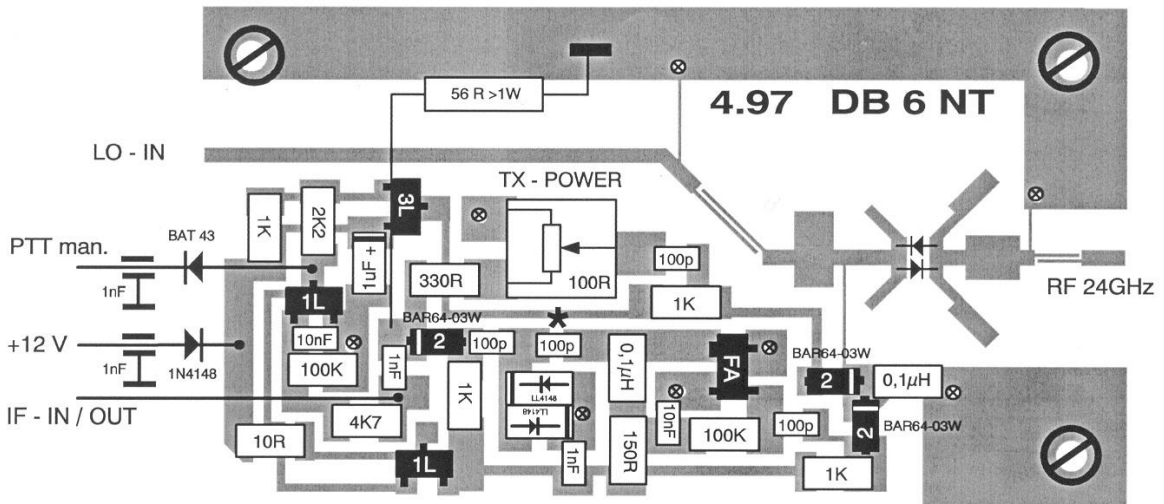 56 R >1W
4.97 DB 6 NT
LO - IN
TX - POWER
1K
2K2
3L
PTT man.
BAT 43
1nF
+ 1µF
330R
100R
100p
1K
RF 24GHz
1L
+12 V
1N4148
1nF
10nF
100K
1nF
BAR64-03W
2
100p
*
100p
0,1µH
FA
BAR64-03W
2
0,1µH
IF - IN / OUT
1K
LL4148
LL4148
10nF
100K
100p
2
BAR64-03W
4K7
10R
1L
1nF
150R
1K